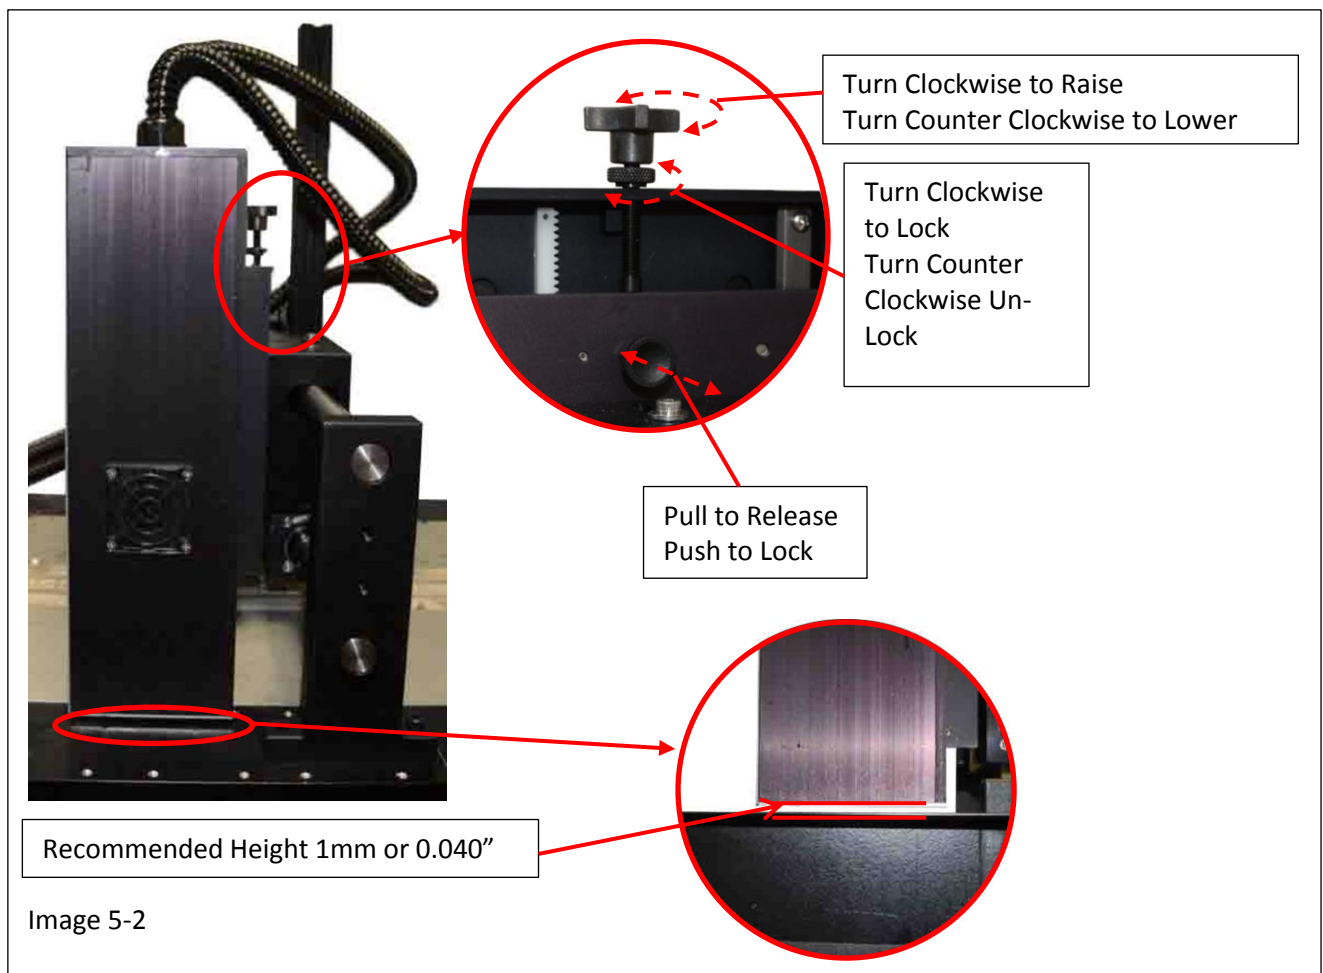 Turn Clockwise to Raise
Turn Counter Clockwise to Lower
Turn Clockwise
to Lock
Turn Counter
Clockwise Un-
Lock
Pull to Release
Push to Lock
Recommended Height 1mm or 0.040”
Image 5-2